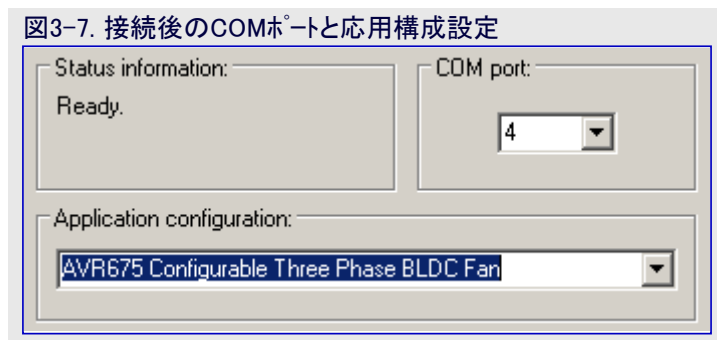 図3-7. 接続後のCOMﾎﾟｰﾄと応用構成設定
Status information:
Ready.
COM port:
4
Application configuration:
AVR675 Configurable Three Phase BLDC Fan